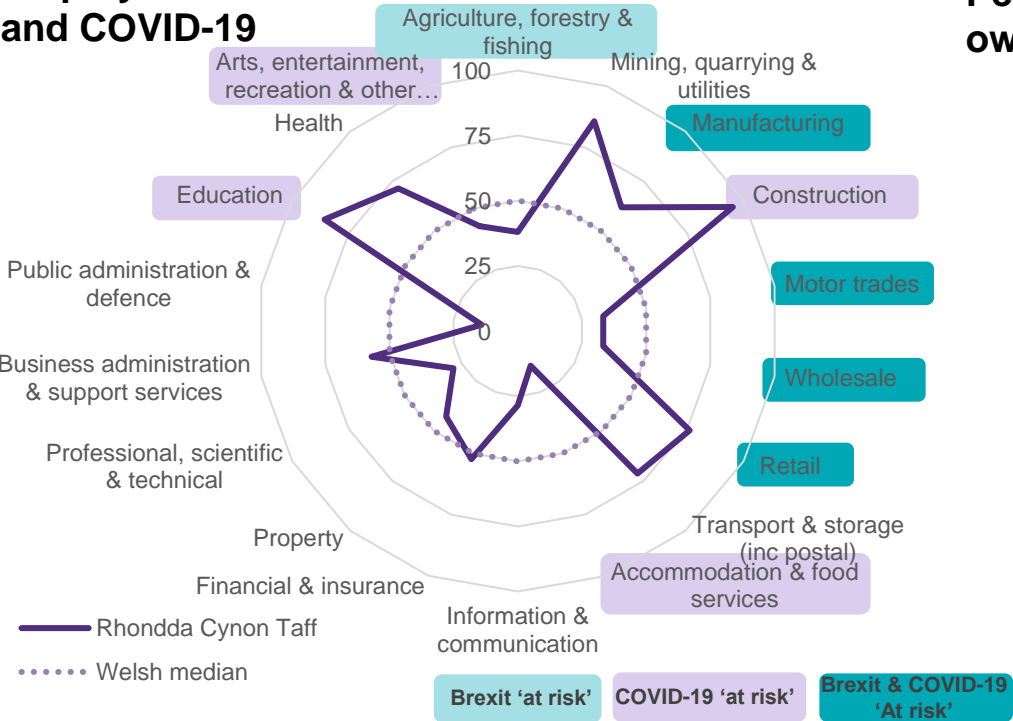 and COVID-19
ow
Agriculture, forestry &
fishing
Arts, entertainment,
recreation & other…
Mining, quarrying &
utilities
Health
Manufacturing
Education
Construction
Public administration &
defence
Motor trades
Business administration
& support services
Wholesale
Professional, scientific
& technical
Retail
Property
Transport & storage
(inc postal)
Financial & insurance
Accommodation & food
services
Information &
communication
100
75
50
25
0
Rhondda Cynon Taff
Welsh median
Brexit ‘at risk’
COVID-19 ‘at risk’
Brexit & COVID-19
‘At risk’